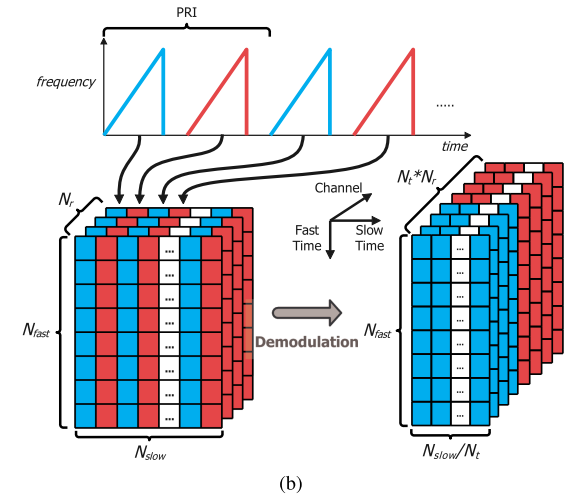 PRI
frequency
.....
time
N_r
Channel
N_t*N_r
Fast
Time
Slow
Time
...
...
...
...
...
...
...
...
N_fast
Demodulation
...
...
...
...
...
...
...
...
N_fast
N_slow
N_slow/N_t
(b)